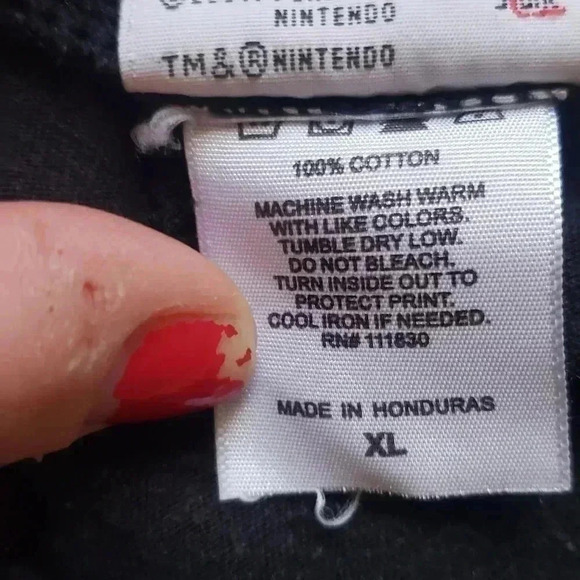 NINTENDO
TM&®NINTENDO
100% COTTON
MACHINE WASH WARM
WITH LIKE COLORS.
TUMBLE DRY LOW.
DO NOT BLEACH.
TURN INSIDE OUT TO
PROTECT PRINT.
COOL IRON IF NEEDED.
RN# 111830
MADE IN HONDURAS
XL